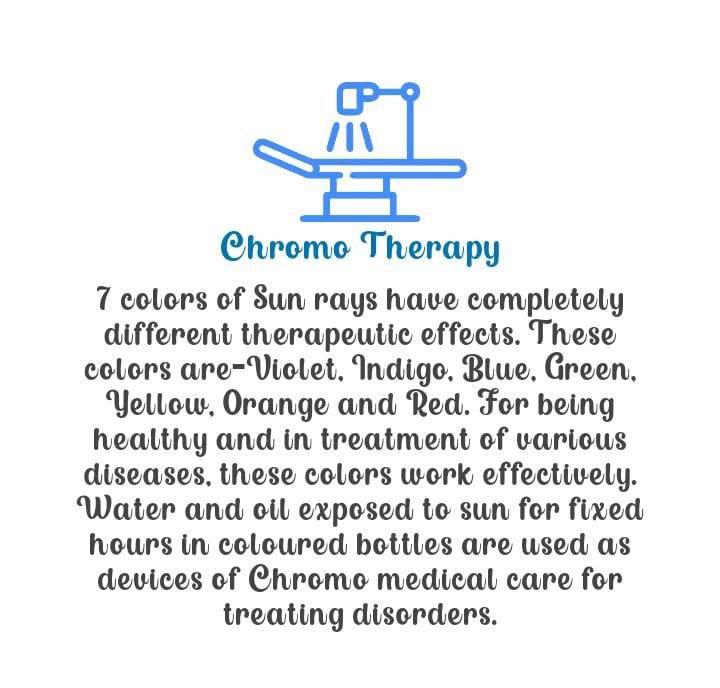 Chromo Therapy
7 colors of Sun rays have completely
different therapeutic effects. These
colors are-Violet, Indigo, Blue, Green,
Yellow, Orange and Red. For being
healthy and in treatment of various
diseases, these colors work effectively.
Water and oil exposed to sun for fixed
hours in coloured bottles are used as
devices of Chromo medical care for
treating disorders.